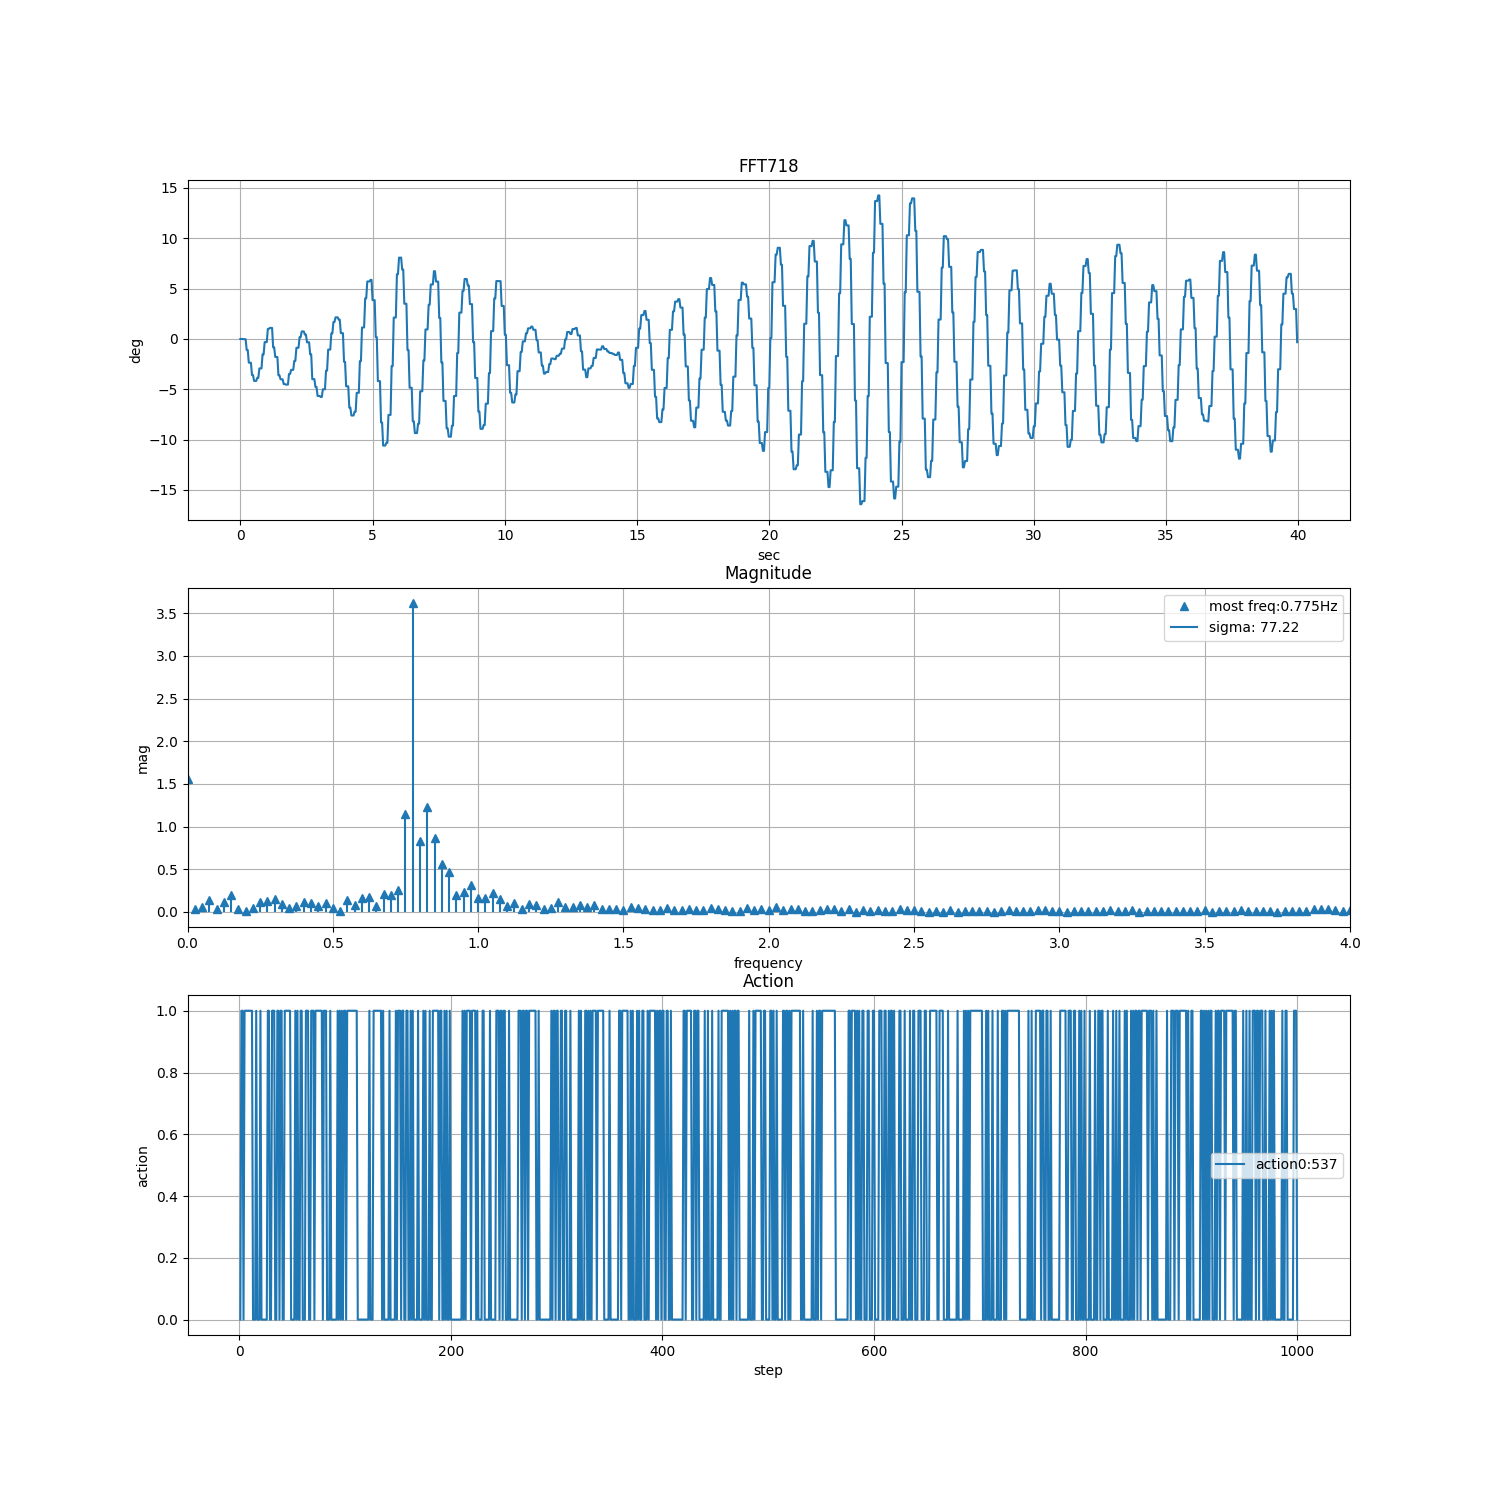 FFT718
15
10
5
0
−5
−10
−15
deg
0 5 10 15 20 25 30 35 40
sec
Magnitude
most freq:0.775Hz
sigma: 77.22
3.5
3.0
2.5
2.0
1.5
1.0
0.5
0.0
mag
0.0 0.5 1.0 1.5 2.0 2.5 3.0 3.5 4.0
frequency
Action
1.0
0.8
0.6
0.4
0.2
0.0
action
action0:537
0 200 400 600 800 1000
step